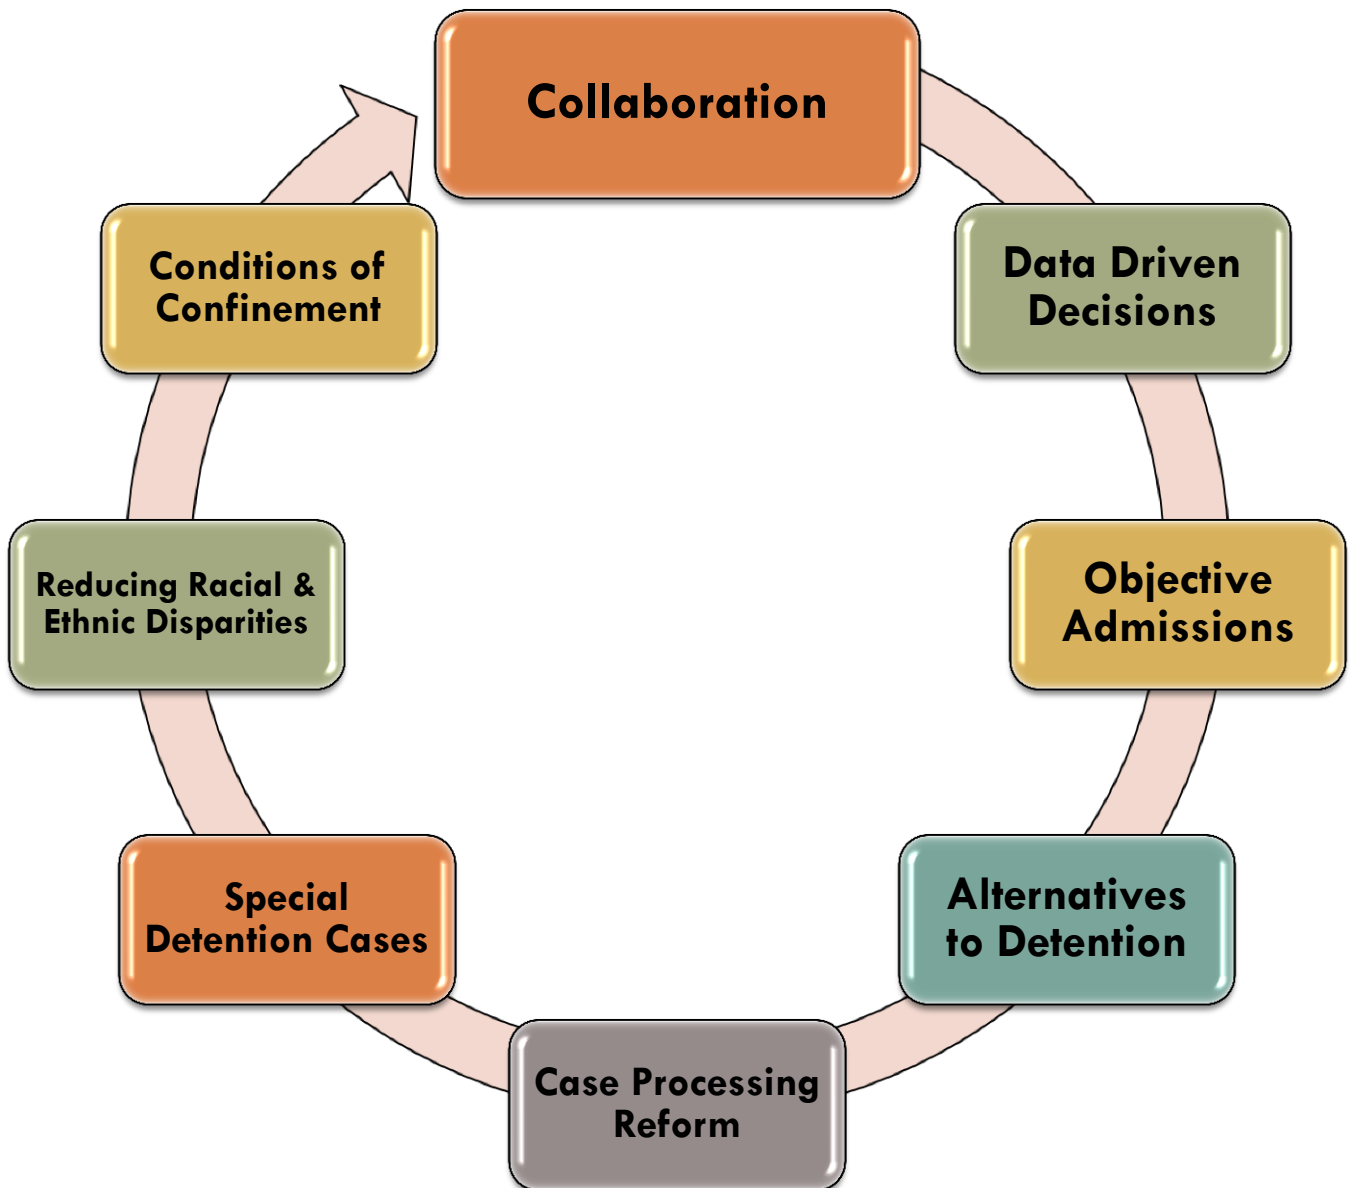 Collaboration
Data Driven
Decisions
Objective
Admissions
Alternatives
to Detention
Case Processing
Reform
Special
Detention Cases
Reducing Racial &
Ethnic Disparities
Conditions of
Confinement